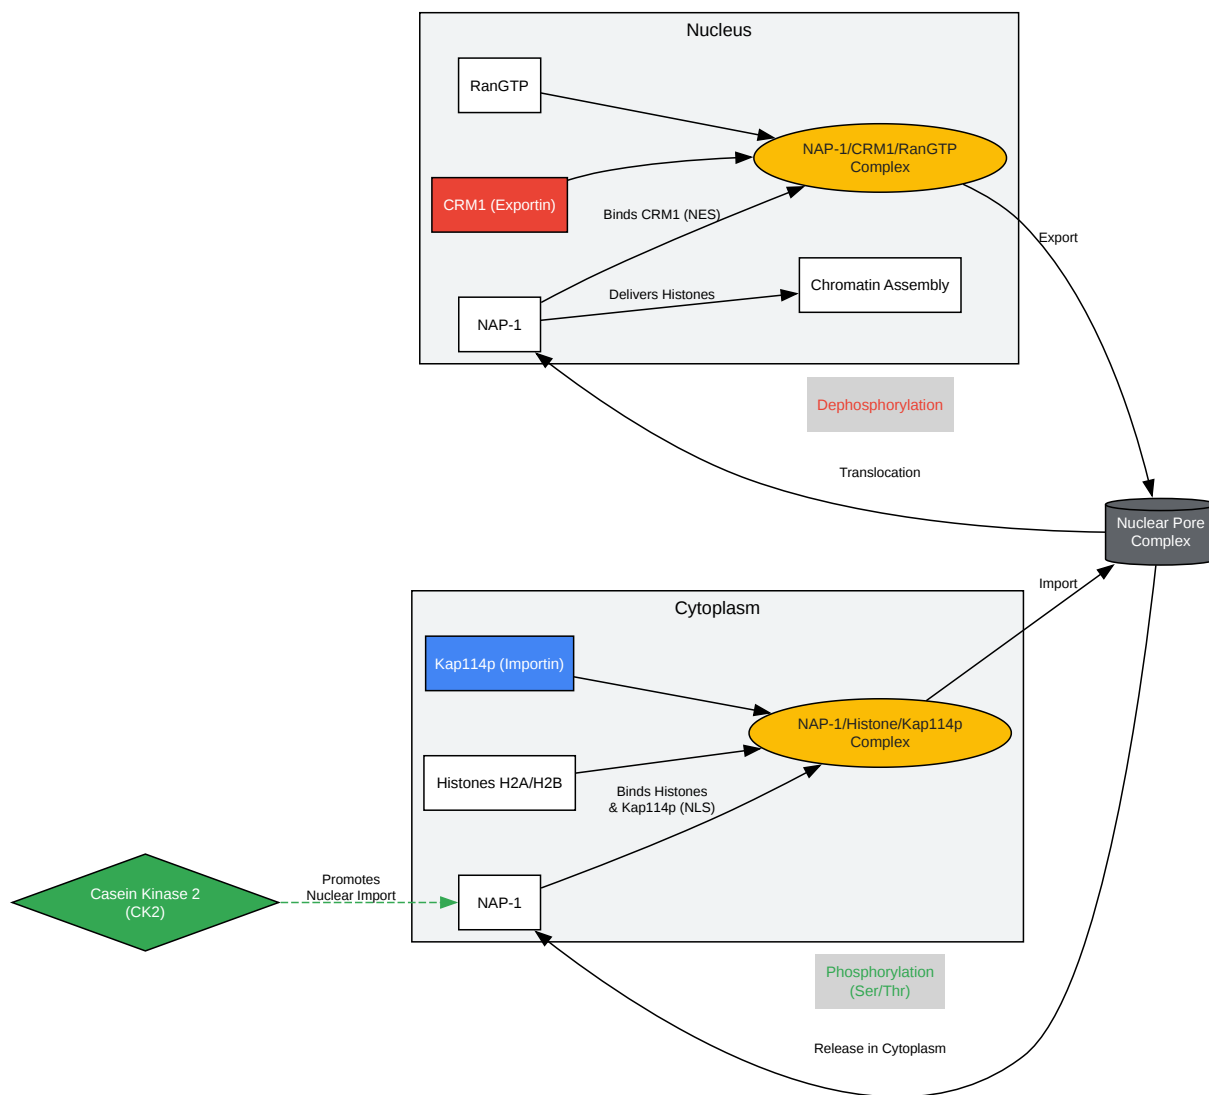 Nucleus
RanGTP
NAP-1/CRM1/RanGTP
Complex
CRM1 (Exportin)
Binds CRM1 (NES)
Export
Chromatin Assembly
Delivers Histones
NAP-1
Dephosphorylation
Translocation
Nuclear Pore
Complex
Import
Cytoplasm
Kap114p (Importin)
NAP-1/Histone/Kap114p
Complex
Histones H2A/H2B
Binds Histones
& Kap114p (NLS)
Casein Kinase 2
(CK2)
Promotes
Nuclear Import
NAP-1
Phosphorylation
(Ser/Thr)
Release in Cytoplasm